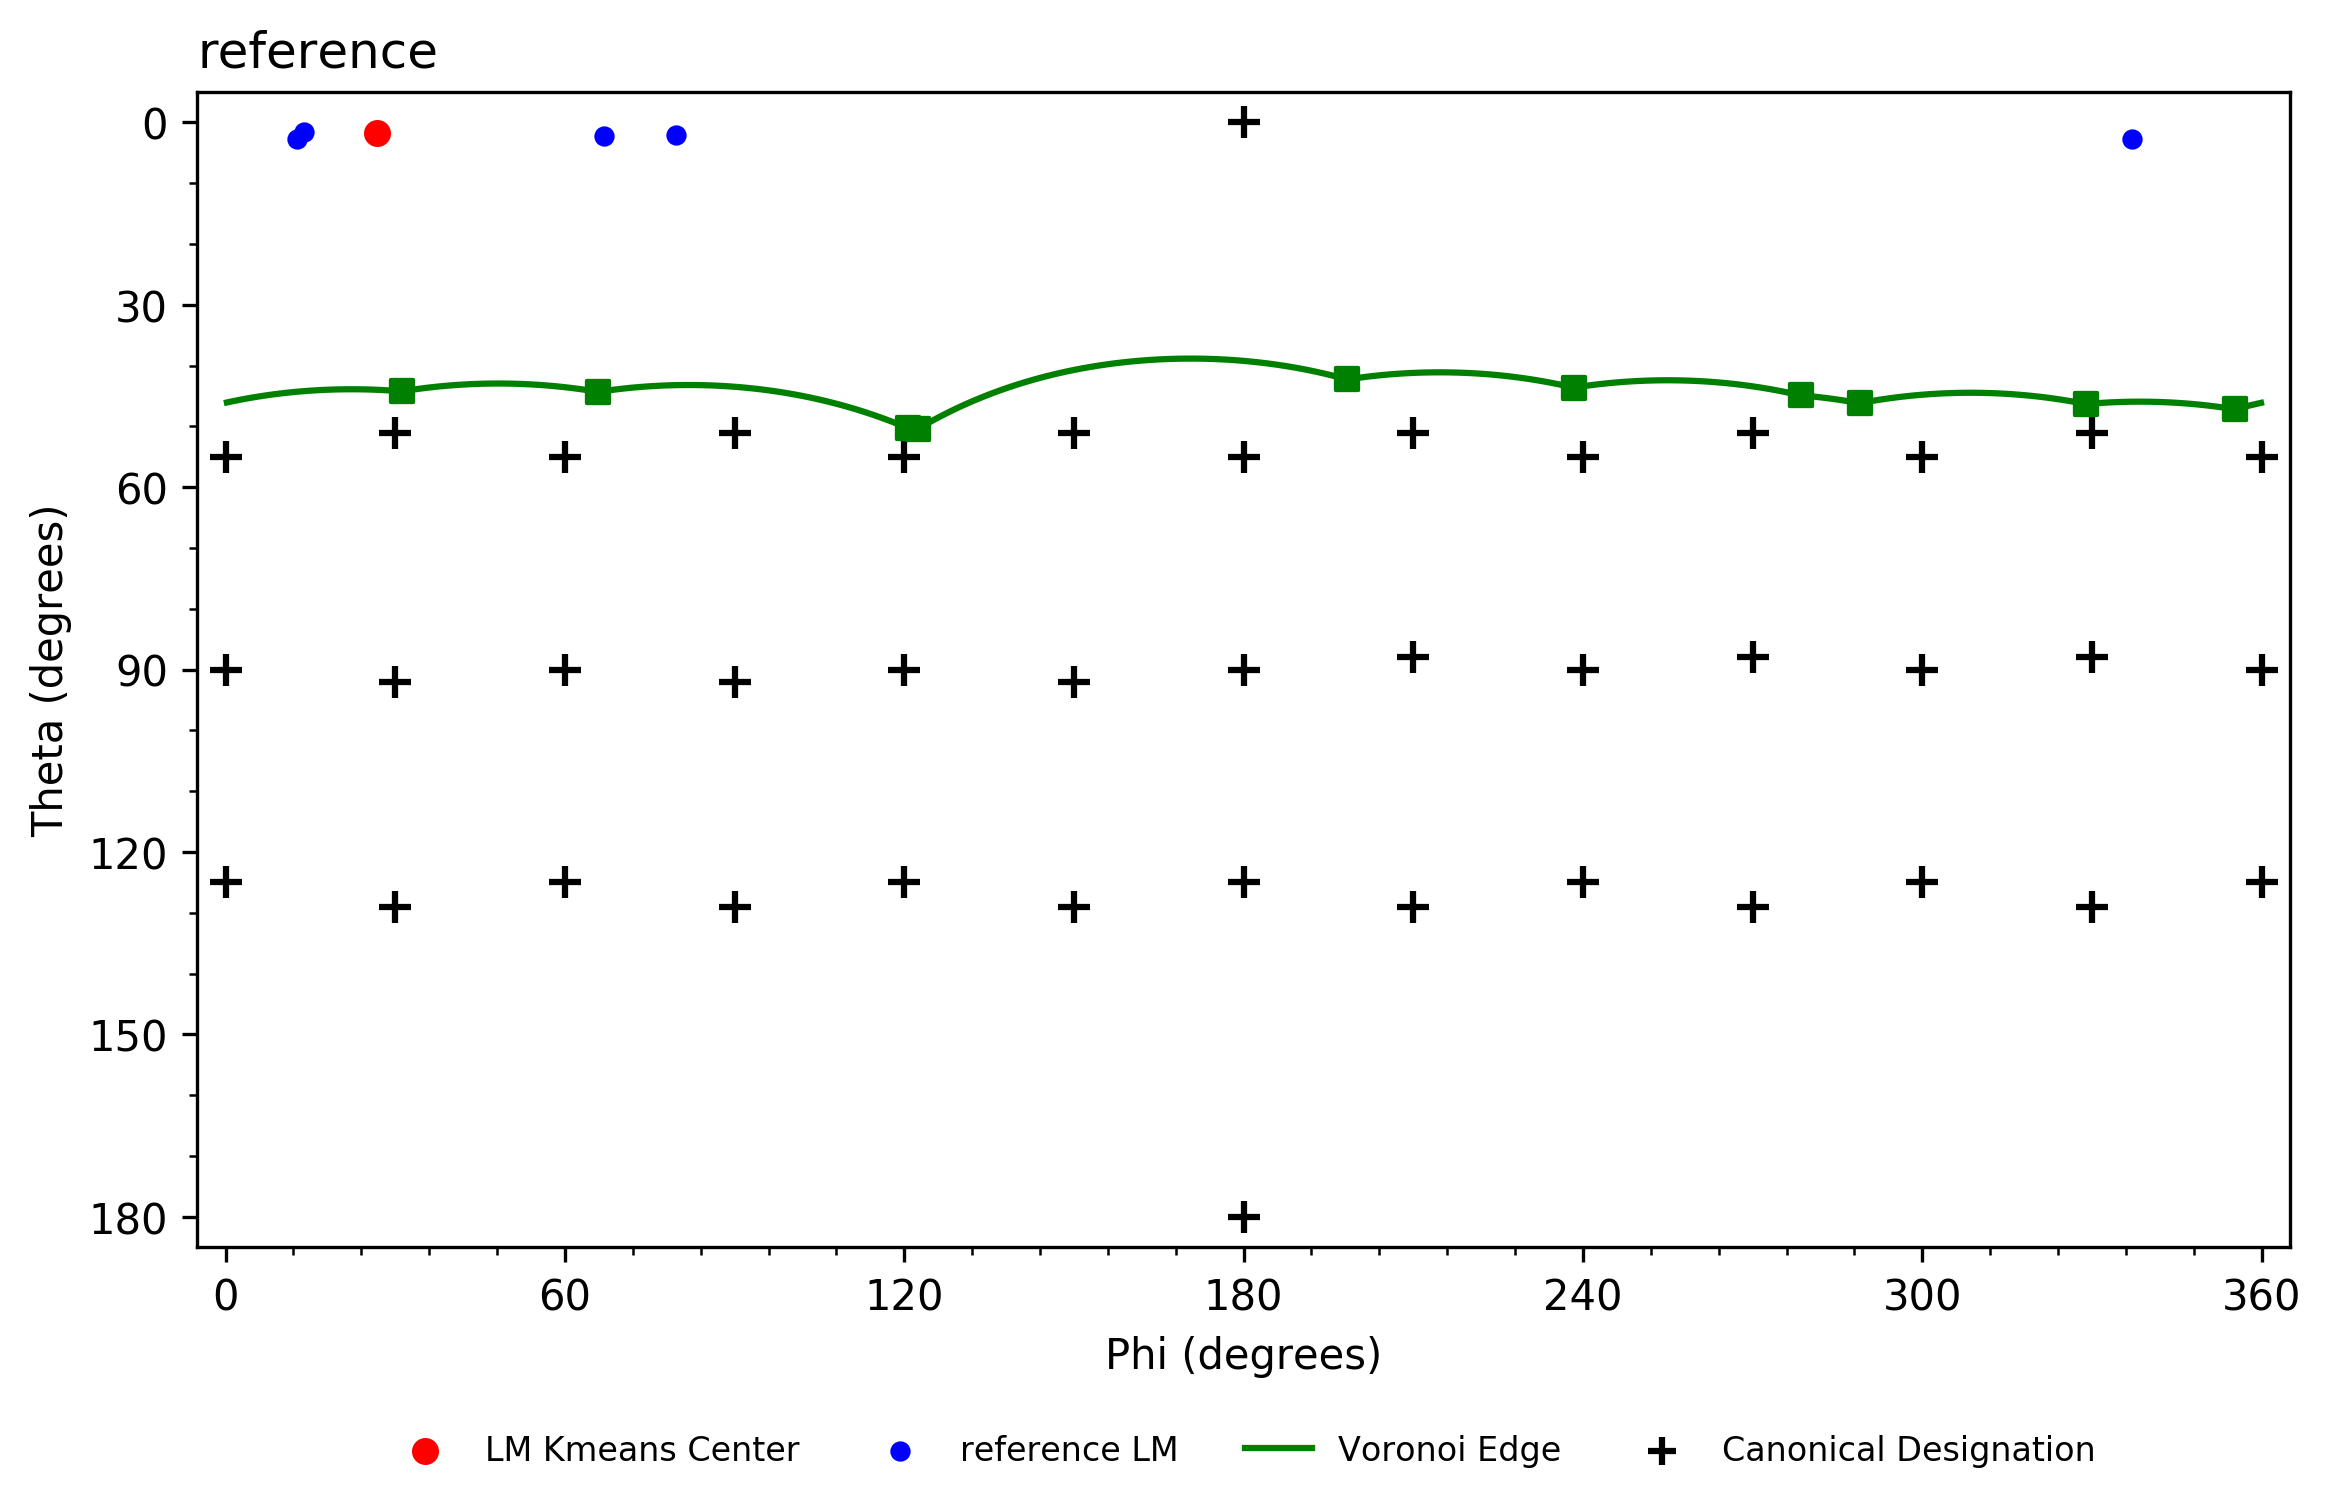 reference
0
30
60
90
120
150
180
Theta (degrees)
0 60 120 180 240 300 360
Phi (degrees)
LM Kmeans Center reference LM Voronoi Edge Canonical Designation